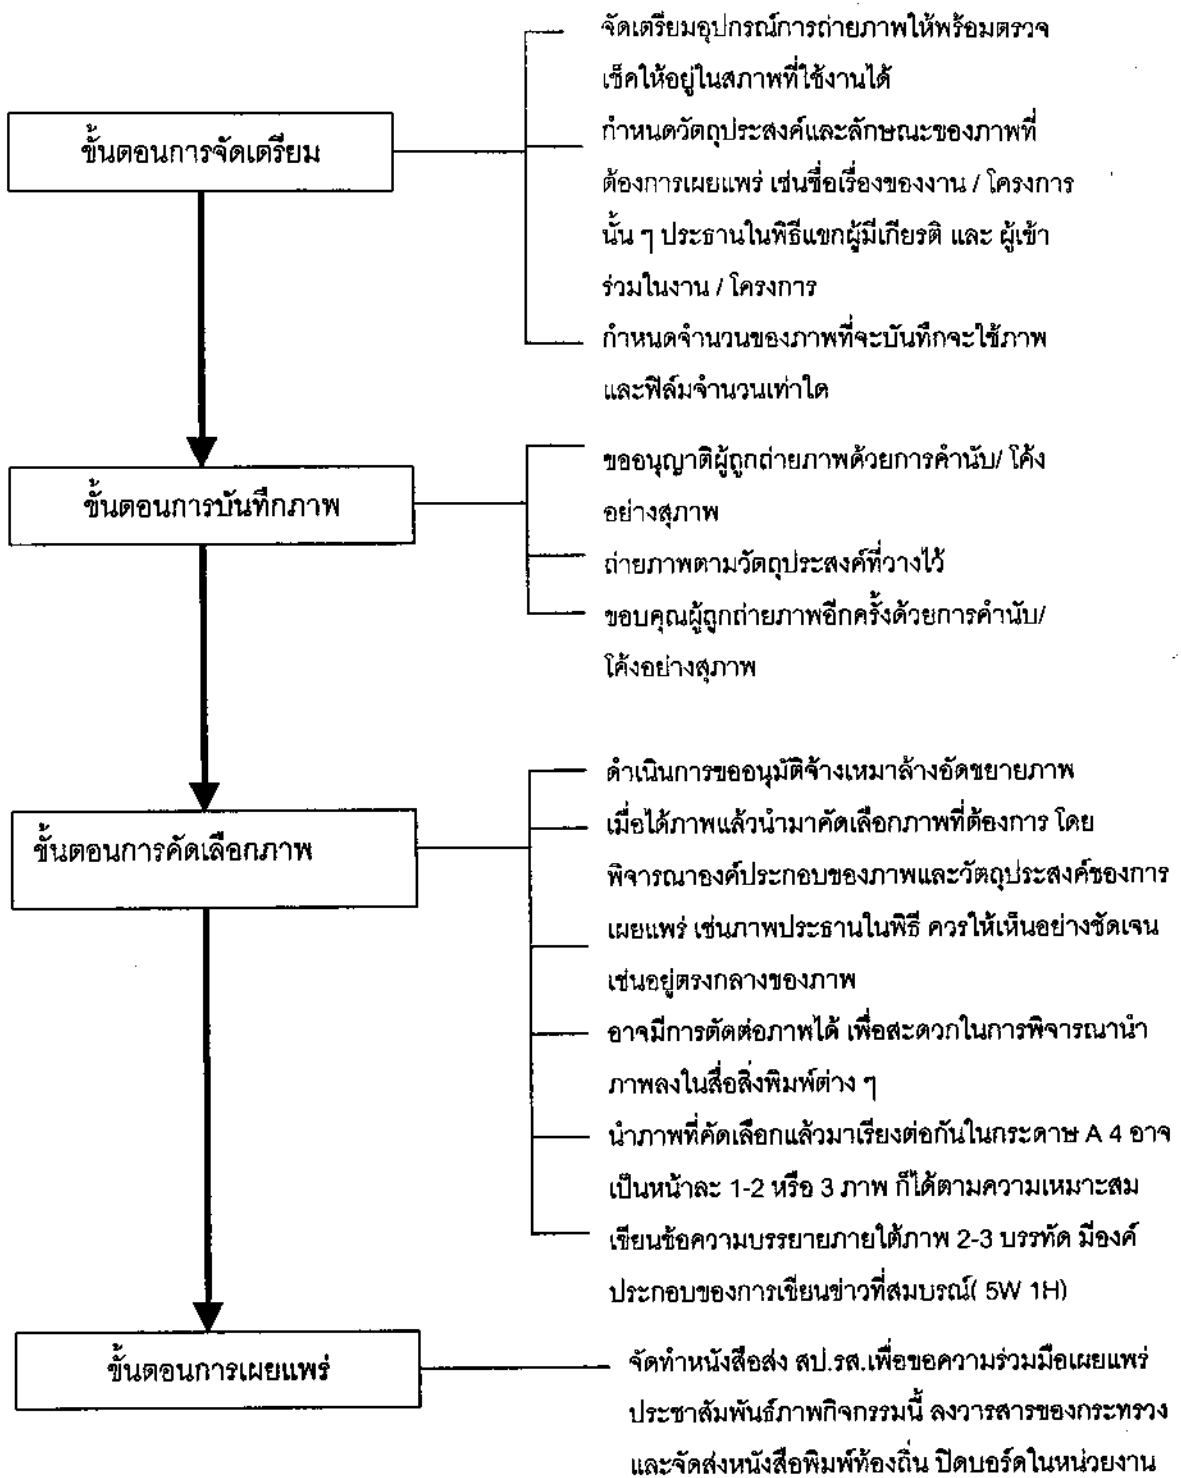 ขั้นตอนการจัดเตรียม
จัดเตรียมอุปกรณ์การถ่ายภาพให้พร้อมตรวจ
เช็คให้อยู่ในสภาพที่ใช้งานได้
กำหนดวัตถุประสงค์และลักษณะของภาพที่
ต้องการเผยแพร่ เช่นชื่อเรื่องของงาน / โครงการ
นั้น ๆ ประธานในพิธีแขกผู้มีเกียรติ และ ผู้เข้า
ร่วมในงาน / โครงการ
กำหนดจำนวนของภาพที่จะบันทึกจะใช้ภาพ
และฟิล์มจำนวนเท่าใด
ขั้นตอนการบันทึกภาพ
ขออนุญาติผู้ถูกถ่ายภาพด้วยการคำนับ/ โค้ง
อย่างสุภาพ
ถ่ายภาพตามวัตถุประสงค์ที่วางไว้
ขอบคุณผู้ถูกถ่ายภาพอีกครั้งด้วยการคำนับ/
โค้งอย่างสุภาพ
ขั้นตอนการคัดเลือกภาพ
ดำเนินการขออนุมัติจ้างเหมาล้างอัดขยายภาพ
เมื่อได้ภาพแล้วนำมาคัดเลือกภาพที่ต้องการ โดย
พิจารณาองค์ประกอบของภาพและวัตถุประสงค์ของการ
เผยแพร่ เช่นภาพประธานในพิธี ควรให้เห็นอย่างชัดเจน
เช่นอยู่ตรงกลางของภาพ
อาจมีการตัดต่อภาพได้ เพื่อสะดวกในการพิจารณานำ
ภาพลงในสื่อสิ่งพิมพ์ต่าง ๆ
นำภาพที่คัดเลือกแล้วมาเรียงต่อกันในกระดาษ A 4 อาจ
เป็นหน้าละ 1-2 หรือ 3 ภาพ ก็ได้ตามความเหมาะสม
เขียนข้อความบรรยายภายใต้ภาพ 2-3 บรรทัด มีองค์
ประกอบของการเขียนข่าวที่สมบรณ์( 5W 1H)
ขั้นตอนการเผยแพร่
จัดทำหนังสือส่ง สป.รส.เพื่อขอความร่วมมือเผยแพร่
ประชาสัมพันธ์ภาพกิจกรรมนี้ ลงวารสารของกระทรวง
และจัดส่งหนังสือพิมพ์ท้องถิ่น ปิดบอร์ดในหน่วยงาน